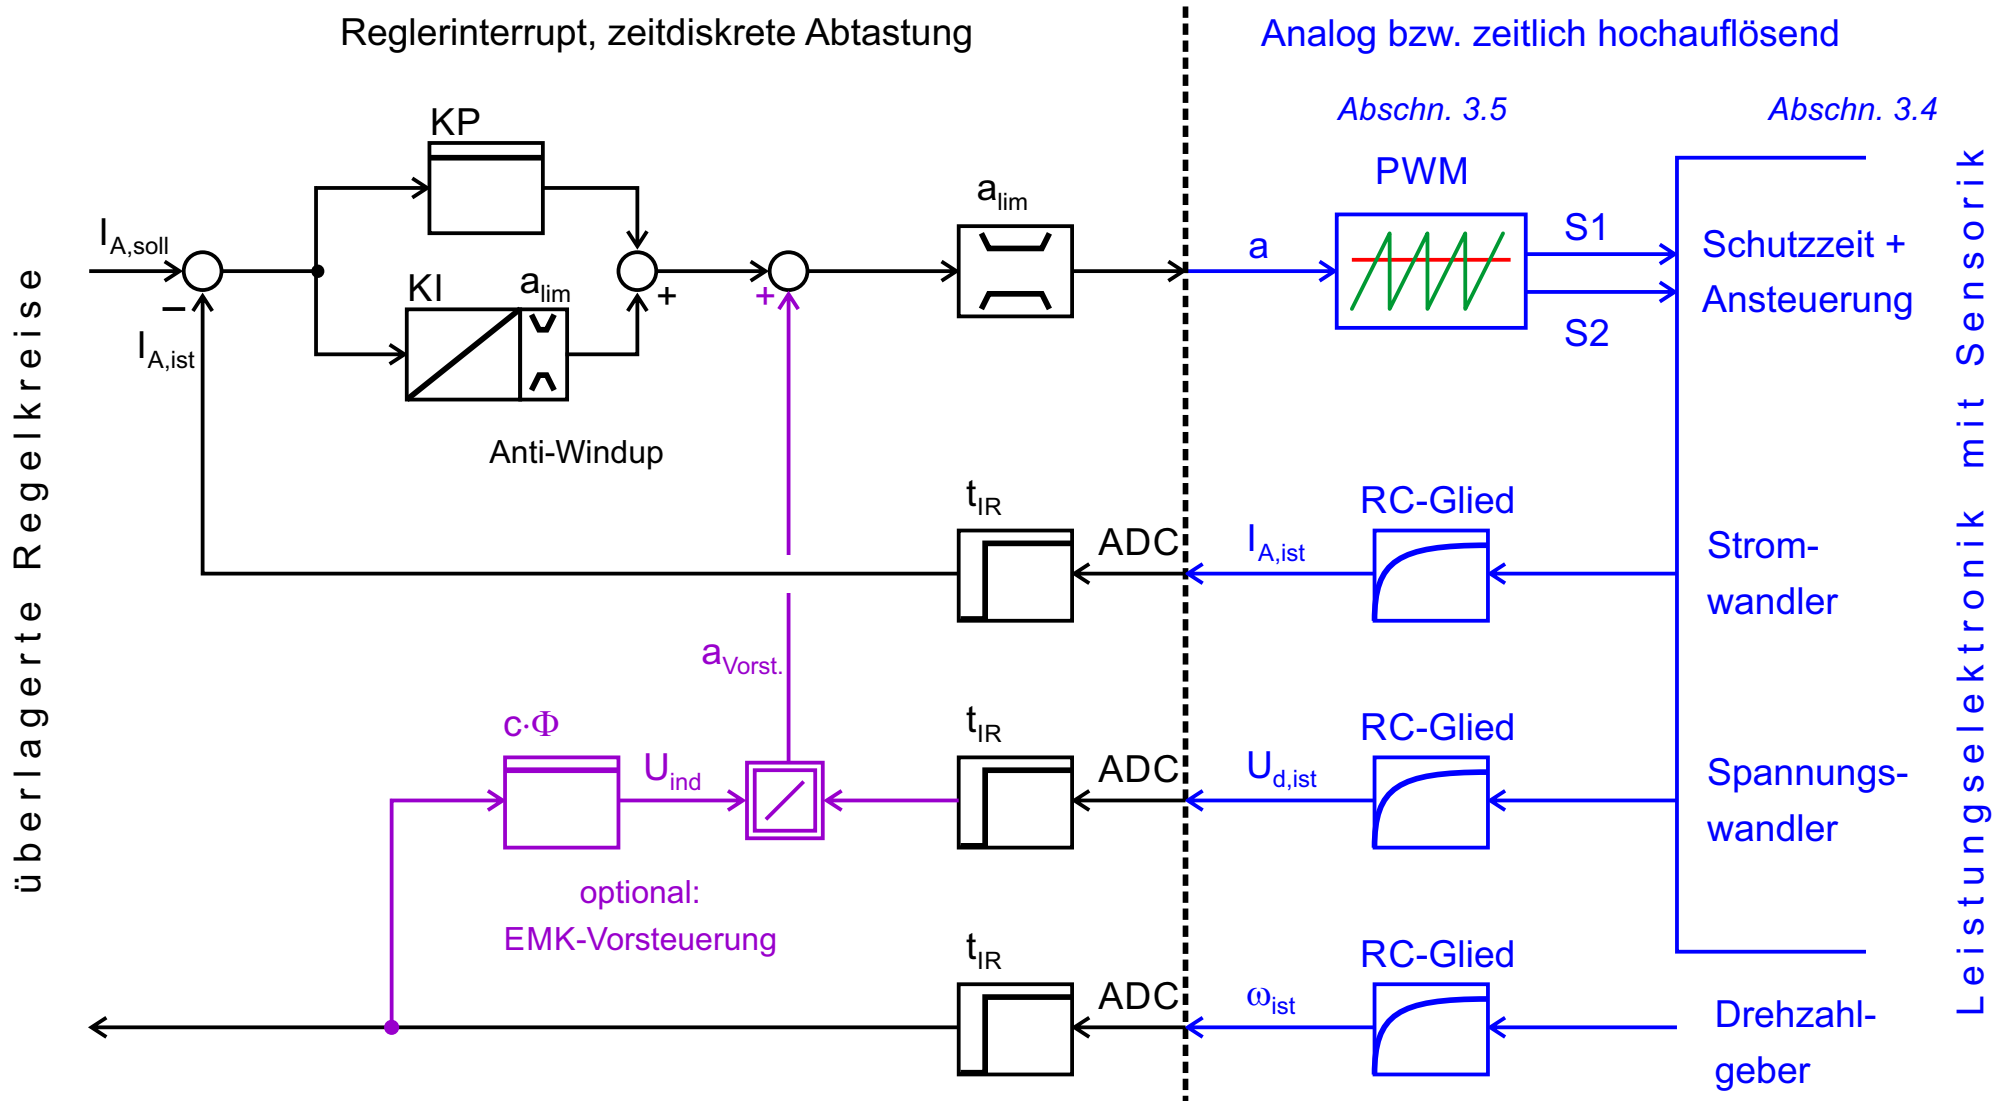 Reglerinterrupt, zeitdiskrete Abtastung
Analog bzw. zeitlich hochauflösend
Abschn. 3.5
Abschn. 3.4
KP
PWM
a_lim
I_A,soll
S1
a
Schutzzeit +
Ansteuerung
KI
a_lim
+
+
−
I_A,ist
S2
Anti-Windup
t_IR
ADC
I_A,ist
RC-Glied
Strom-
wandler
a_Vorst.
c·Φ
U_ind
t_IR
ADC
U_d,ist
RC-Glied
Spannungs-
wandler
optional:
EMK-Vorsteuerung
t_IR
ADC
ω_ist
RC-Glied
Drehzahl-
geber
überlagerte Regelkreise
Leistungselektronik mit Sensorik